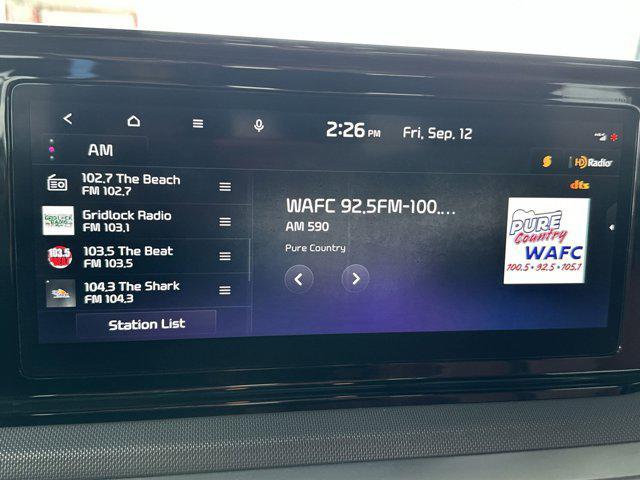 2:26 PM
Fri, Sep. 12
AM
HD Radio
dts
102.7 The Beach
FM 102.7
Gridlock Radio
FM 103.1
103.5 The Beat
FM 103.5
104.3 The Shark
FM 104.3
Station List
WAFC 92.5FM-100....
AM 590
Pure Country
PURE
Country
WAFC
100.5 • 92.5 • 105.1
103.5